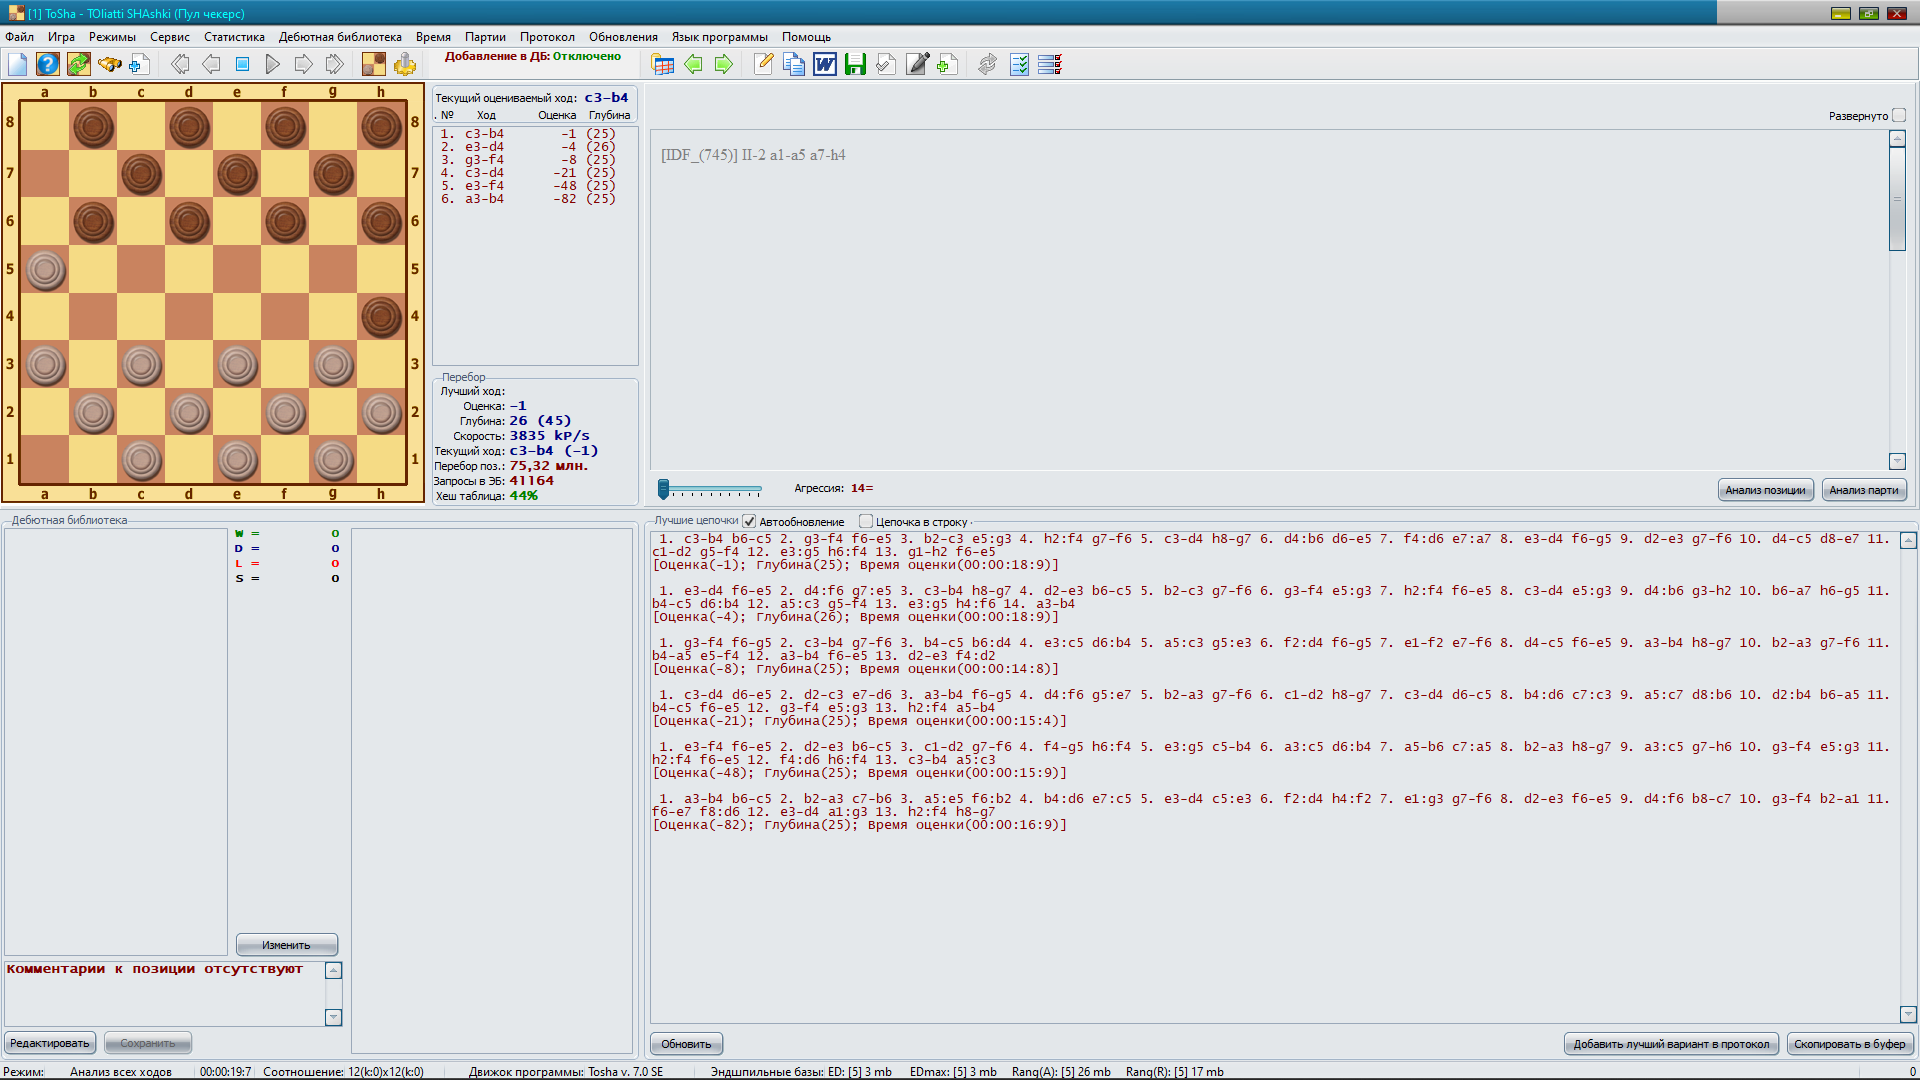 [1] ToSha - TOliatti SHAshki (Пул чекерс)
Файл Игра Режимы Сервис Статистика Дебютная библиотека Время Партии Протокол Обновления Язык программы Помощь
Добавление в ДБ: Отключено
a b c d e f g h
8 8
7 7
6 6
5 5
4 4
3 3
2 2
1 1
a b c d e f g h
Текущий оцениваемый ход: c3-b4
. № Ход Оценка Глубина
1. c3-b4 -1 (25)
2. e3-d4 -4 (26)
3. g3-f4 -8 (25)
4. c3-d4 -21 (25)
5. e3-f4 -48 (25)
6. a3-b4 -82 (25)
Перебор
Лучший ход:
Оценка: -1
Глубина: 26 (45)
Скорость: 3835 kP/s
Текущий ход: c3-b4 (-1)
Перебор поз.: 75,32 млн.
Запросы в ЭБ: 41164
Хеш таблица: 44%
Развернуто
[IDF_(745)] II-2 a1-a5 a7-h4
Агрессия: 14=
Анализ позиции Анализ парти
Дебютная библиотека
W = 0
D = 0
L = 0
S = 0
Изменить
Комментарии к позиции отсутствуют
Редактировать Сохранить
Лучшие цепочки Автообновление Цепочка в строку
1. c3-b4 b6-c5 2. g3-f4 f6-e5 3. b2-c3 e5:g3 4. h2:f4 g7-f6 5. c3-d4 h8-g7 6. d4:b6 d6-e5 7. f4:d6 e7:a7 8. e3-d4 f6-g5 9. d2-e3 g7-f6 10. d4-c5 d8-e7 11.
c1-d2 g5-f4 12. e3:g5 h6:f4 13. g1-h2 f6-e5
[Оценка(-1); Глубина(25); Время оценки(00:00:18:9)]
1. e3-d4 f6-e5 2. d4:f6 g7:e5 3. c3-b4 h8-g7 4. d2-e3 b6-c5 5. b2-c3 g7-f6 6. g3-f4 e5:g3 7. h2:f4 f6-e5 8. c3-d4 e5:g3 9. d4:b6 g3-h2 10. b6-a7 h6-g5 11.
b4-c5 d6:b4 12. a5:c3 g5-f4 13. e3:g5 h4:f6 14. a3-b4
[Оценка(-4); Глубина(26); Время оценки(00:00:18:9)]
1. g3-f4 f6-g5 2. c3-b4 g7-f6 3. b4-c5 b6:d4 4. e3:c5 d6:b4 5. a5:c3 g5:e3 6. f2:d4 f6-g5 7. e1-f2 e7-f6 8. d4-c5 f6-e5 9. a3-b4 h8-g7 10. b2-a3 g7-f6 11.
b4-a5 e5-f4 12. a3-b4 f6-e5 13. d2-e3 f4:d2
[Оценка(-8); Глубина(25); Время оценки(00:00:14:8)]
1. c3-d4 d6-e5 2. d2-c3 e7-d6 3. a3-b4 f6-g5 4. d4:f6 g5:e7 5. b2-a3 g7-f6 6. c1-d2 h8-g7 7. c3-d4 d6-c5 8. b4:d6 c7:c3 9. a5:c7 d8:b6 10. d2:b4 b6-a5 11.
b4-c5 f6-e5 12. g3-f4 e5:g3 13. h2:f4 a5-b4
[Оценка(-21); Глубина(25); Время оценки(00:00:15:4)]
1. e3-f4 f6-e5 2. d2-e3 b6-c5 3. c1-d2 g7-f6 4. f4-g5 h6:f4 5. e3:g5 c5-b4 6. a3:c5 d6:b4 7. a5-b6 c7:a5 8. b2-a3 h8-g7 9. a3:c5 g7-h6 10. g3-f4 e5:g3 11.
h2:f4 f6-e5 12. f4:d6 h6:f4 13. c3-b4 a5:c3
[Оценка(-48); Глубина(25); Время оценки(00:00:15:9)]
1. a3-b4 b6-c5 2. b2-a3 c7-b6 3. a5:e5 f6:b2 4. b4:d6 e7:c5 5. e3-d4 c5:e3 6. f2:d4 h4:f2 7. e1:g3 g7-f6 8. d2-e3 f6-e5 9. d4:f6 b8-c7 10. g3-f4 b2-a1 11.
f6-e7 f8:d6 12. e3-d4 a1:g3 13. h2:f4 h8-g7
[Оценка(-82); Глубина(25); Время оценки(00:00:16:9)]
Обновить Добавить лучший вариант в протокол Скопировать в буфер
Режим: Анализ всех ходов 00:00:19:7 Соотношение: 12(k:0)x12(k:0) Движок программы: Tosha v. 7.0 SE Эндшпильные базы: ED: [5] 3 mb EDmax: [5] 3 mb Rang(A): [5] 26 mb Rang(R): [5] 17 mb 0